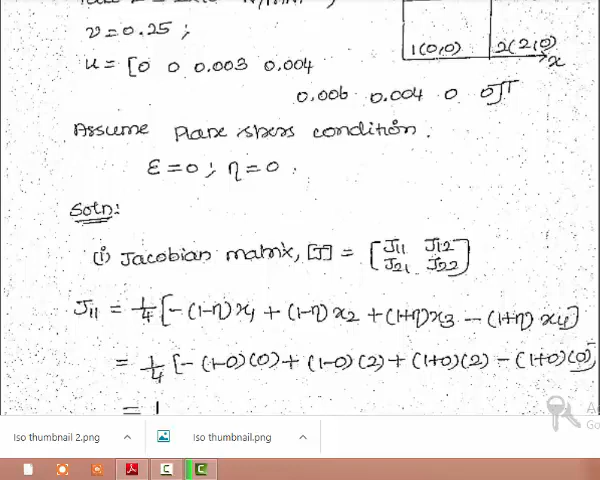 ν=0.25 ;
1(0,0) 2(2,0)
x
u= [0 0 0.003 0.004
0.006 0.004 0 0]T
Assume Plane stress condition.
ε=0 ; η=0 .
Soln:
(i) Jacobian matrix, [J] = [J11 J12
J21 J22]
J11 = 1/4 [-(1-η) x1 + (1-η) x2 + (1+η) x3 - (1+η) x4]
= 1/4 [-(1-0)(0) + (1-0)(2) + (1+0)(2) - (1+0)(0)
= 1
Iso thumbnail 2.png
Iso thumbnail.png